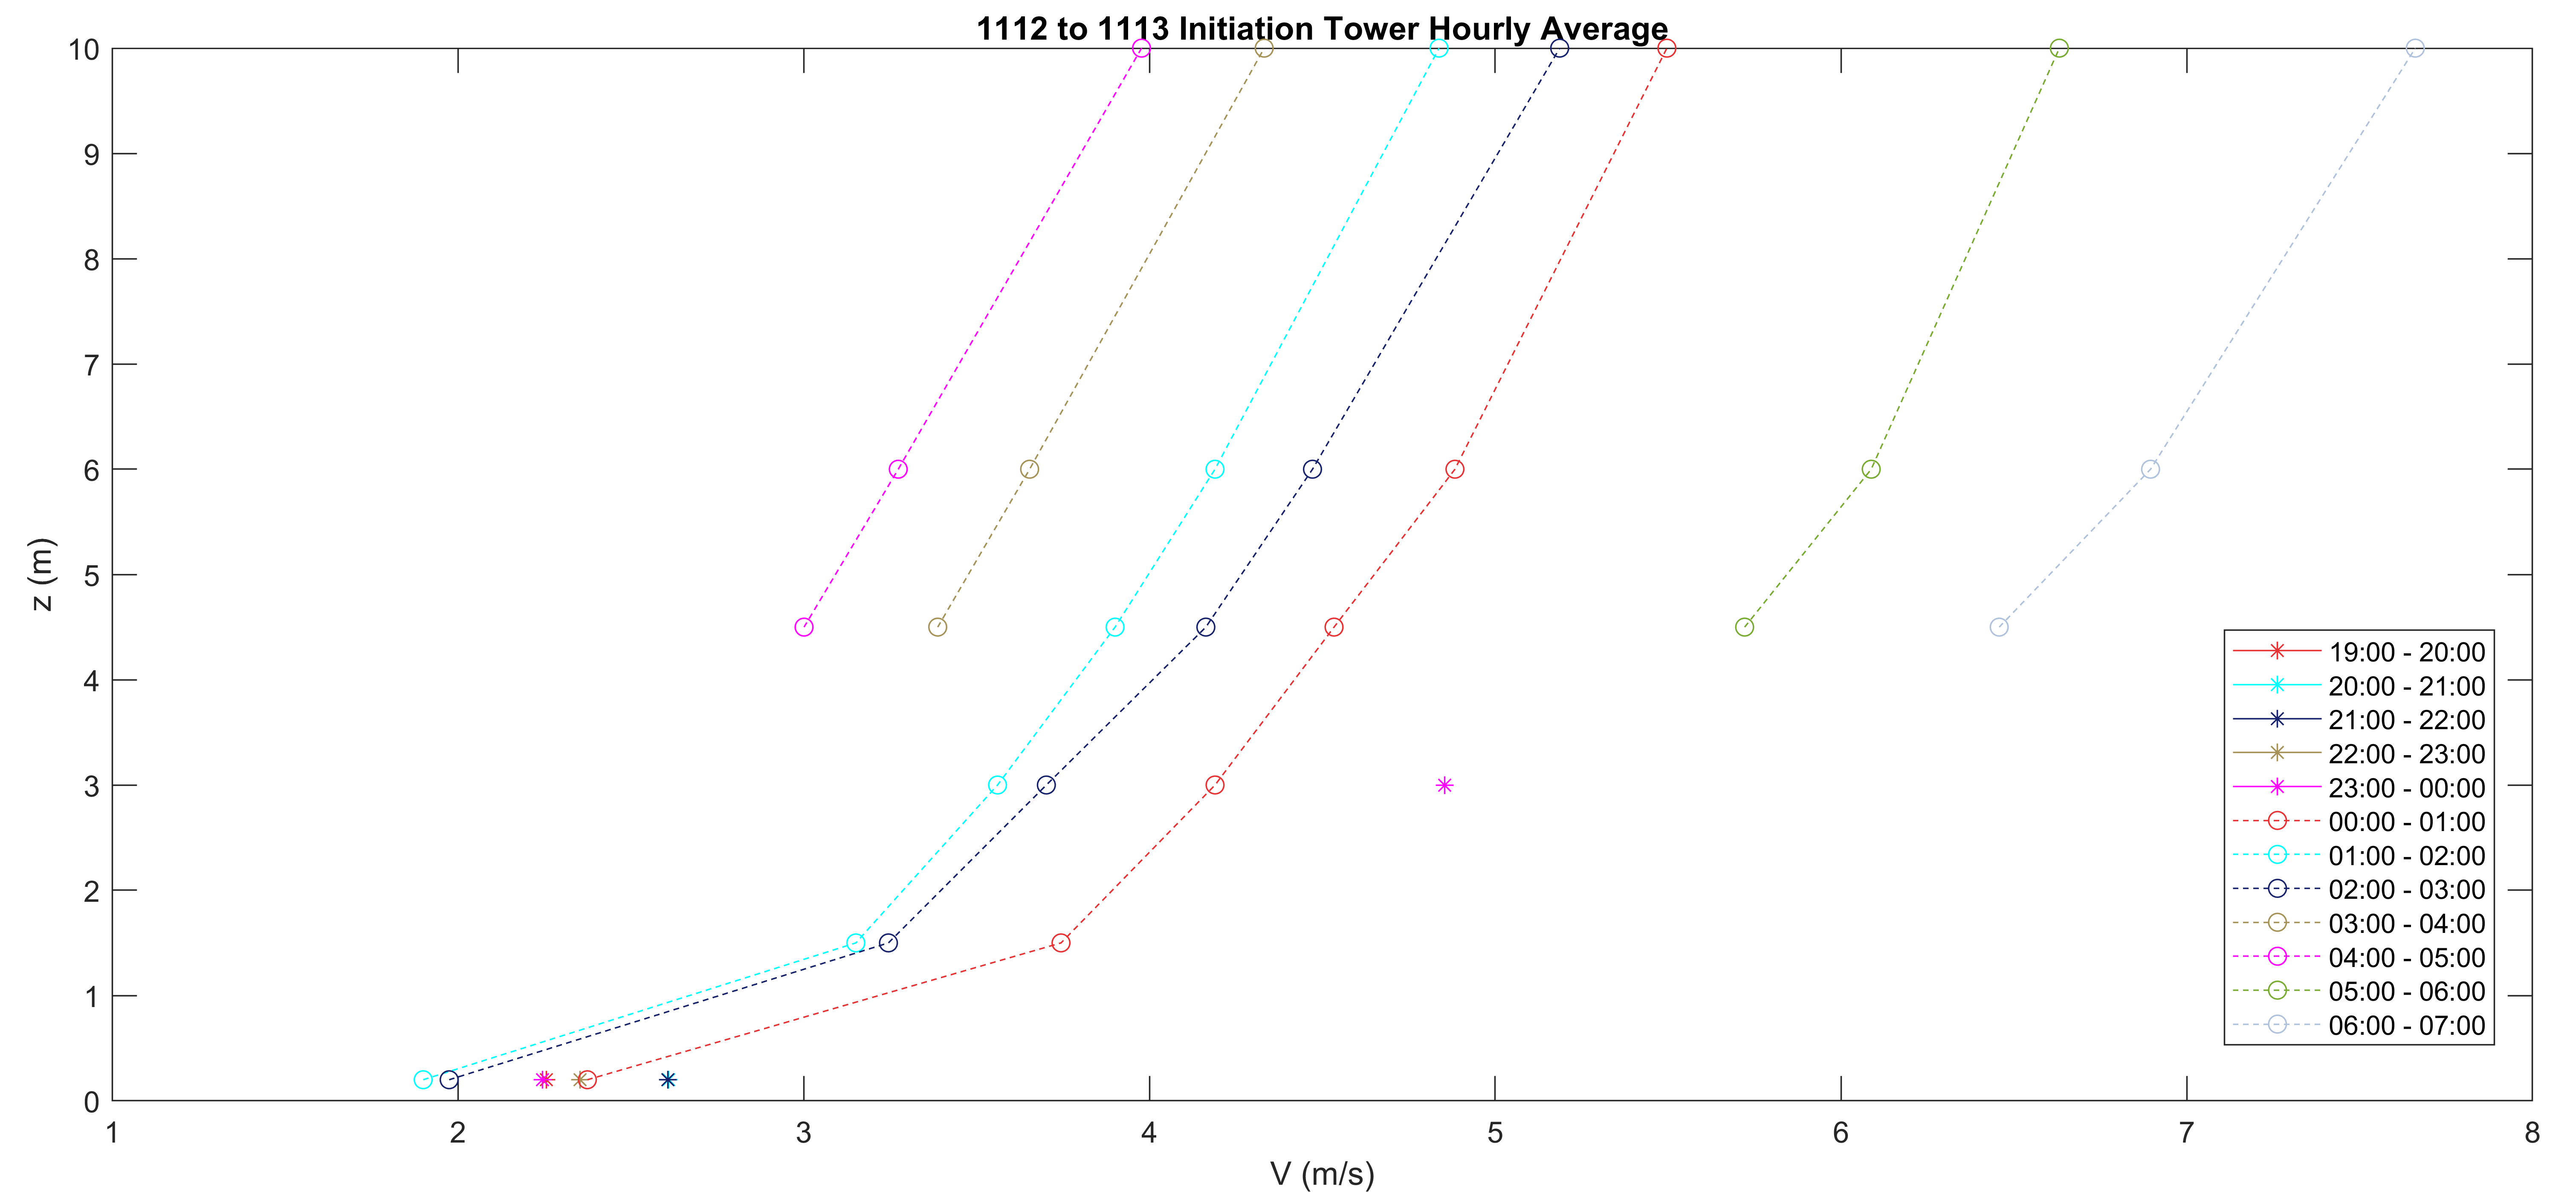 1112 to 1113 Initiation Tower Hourly Average
10
9
8
7
6
5
4
3
2
1
0
z (m)
1 2 3 4 5 6 7 8
V (m/s)
19:00 - 20:00
20:00 - 21:00
21:00 - 22:00
22:00 - 23:00
23:00 - 00:00
00:00 - 01:00
01:00 - 02:00
02:00 - 03:00
03:00 - 04:00
04:00 - 05:00
05:00 - 06:00
06:00 - 07:00